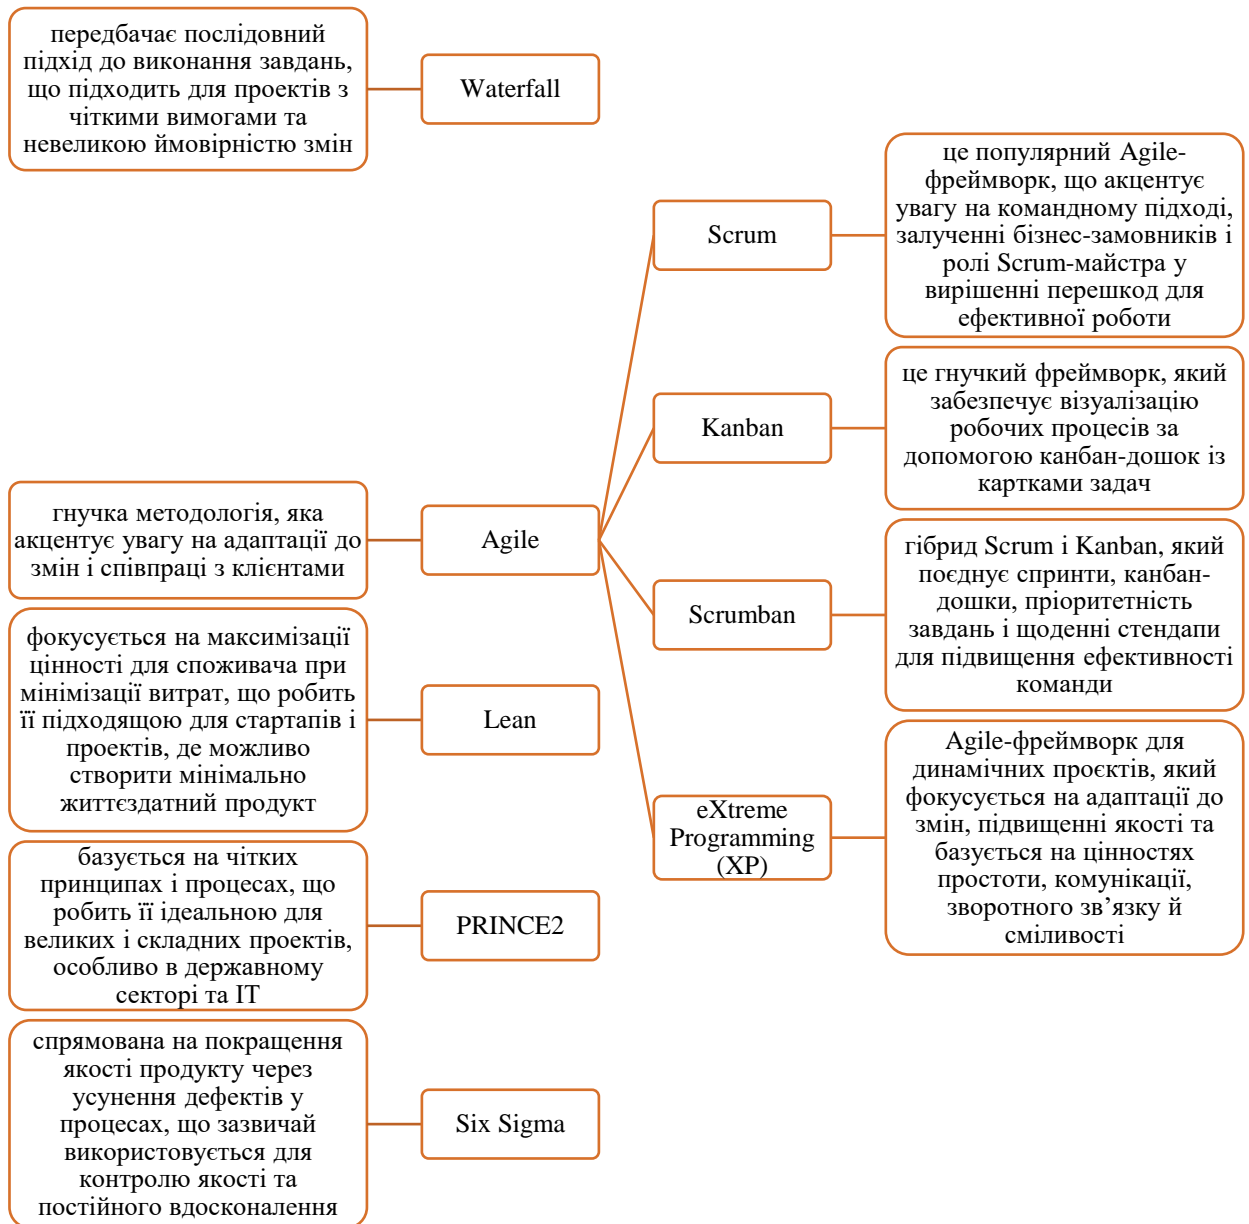 передбачає послідовний
підхід до виконання завдань,
що підходить для проектів з
чіткими вимогами та
невеликою ймовірністю змін
Waterfall
гнучка методологія, яка
акцентує увагу на адаптації до
змін і співпраці з клієнтами
Agile
Scrum
це популярний Agile-
фреймворк, що акцентує
увагу на командному підході,
залученні бізнес-замовників і
ролі Scrum-майстра у
вирішенні перешкод для
ефективної роботи
Kanban
це гнучкий фреймворк, який
забезпечує візуалізацію
робочих процесів за
допомогою канбан-дошок із
картками задач
Scrumban
гібрид Scrum і Kanban, який
поєднує спринти, канбан-
дошки, пріоритетність
завдань і щоденні стендапи
для підвищення ефективності
команди
eXtreme
Programming
(XP)
Agile-фреймворк для
динамічних проєктів, який
фокусується на адаптації до
змін, підвищенні якості та
базується на цінностях
простоти, комунікації,
зворотного зв’язку й
сміливості
фокусується на максимізації
цінності для споживача при
мінімізації витрат, що робить
її підходящою для стартапів і
проектів, де можливо
створити мінімально
життєздатний продукт
Lean
базується на чітких
принципах і процесах, що
робить її ідеальною для
великих і складних проектів,
особливо в державному
секторі та ІТ
PRINCE2
спрямована на покращення
якості продукту через
усунення дефектів у
процесах, що зазвичай
використовується для
контролю якості та
постійного вдосконалення
Six Sigma